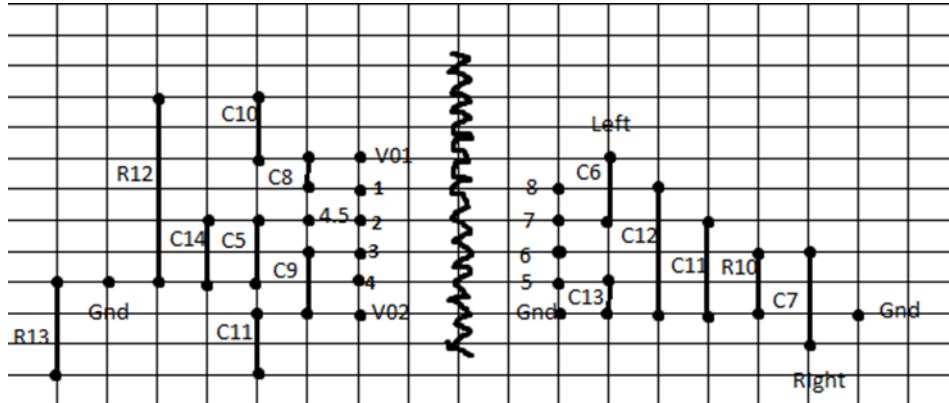 C10
Left
V01
C6
R12
C8
1
8
4.5
2
7
C14
C5
C12
3
6
C9
C11
R10
4
5
C13
C7
Gnd
V02
Gnd
Gnd
R13
C11
Right